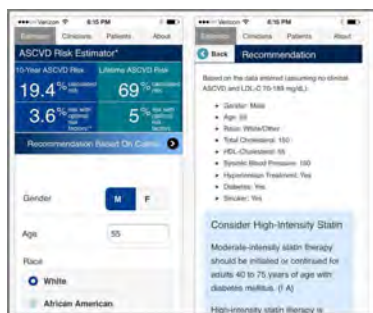 Verizon 6:15 PM
Estimator Clinicians Patients About
ASCVD Risk Estimator*
10-Year ASCVD Risk Lifetime ASCVD Risk
19.4% calculated risk 69% calculated risk
3.6% risk with optimal risk factors** 5% risk with optimal risk factors
Recommendation Based On
Gender M F
Age 55
Race
White
African American
Verizon 6:15 PM
Estimator Clinicians Patients About
Back Recommendation
Based on the data entered (assuming no clinical
ASCVD and LDL-C 70-189 mg/dL):
Gender: Male
Age: 55
Race: White/Other
Total Cholesterol: 150
HDL-Cholesterol: 55
Systolic Blood Pressure:
Hypertension Treatment: Yes
Diabetes: Yes
Smoker: Yes
Consider High-Intensity Statin
Moderate-intensity statin therapy
should be initiated or continued for
adults 40 to 75 years of age with
diabetes mellitus. (I A)
High-intensity statin therapy is